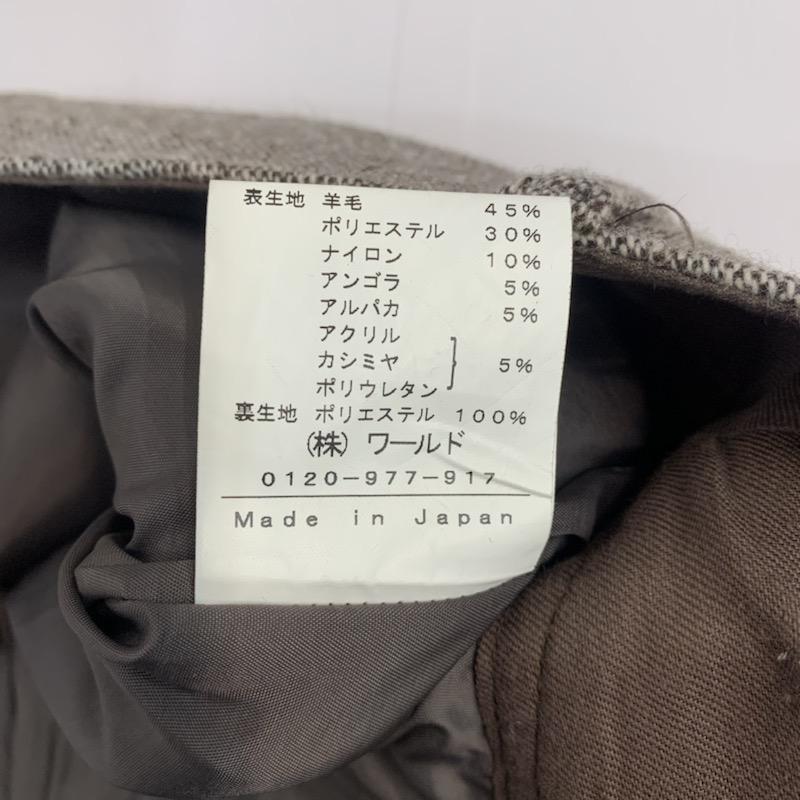 表生地 羊毛 45%
ポリエステル 30%
ナイロン 10%
アンゴラ 5%
アルパカ 5%
アクリル
カシミヤ 5%
ポリウレタン
裏生地 ポリエステル 100%
(株) ワールド
0120-977-917
Made in Japan